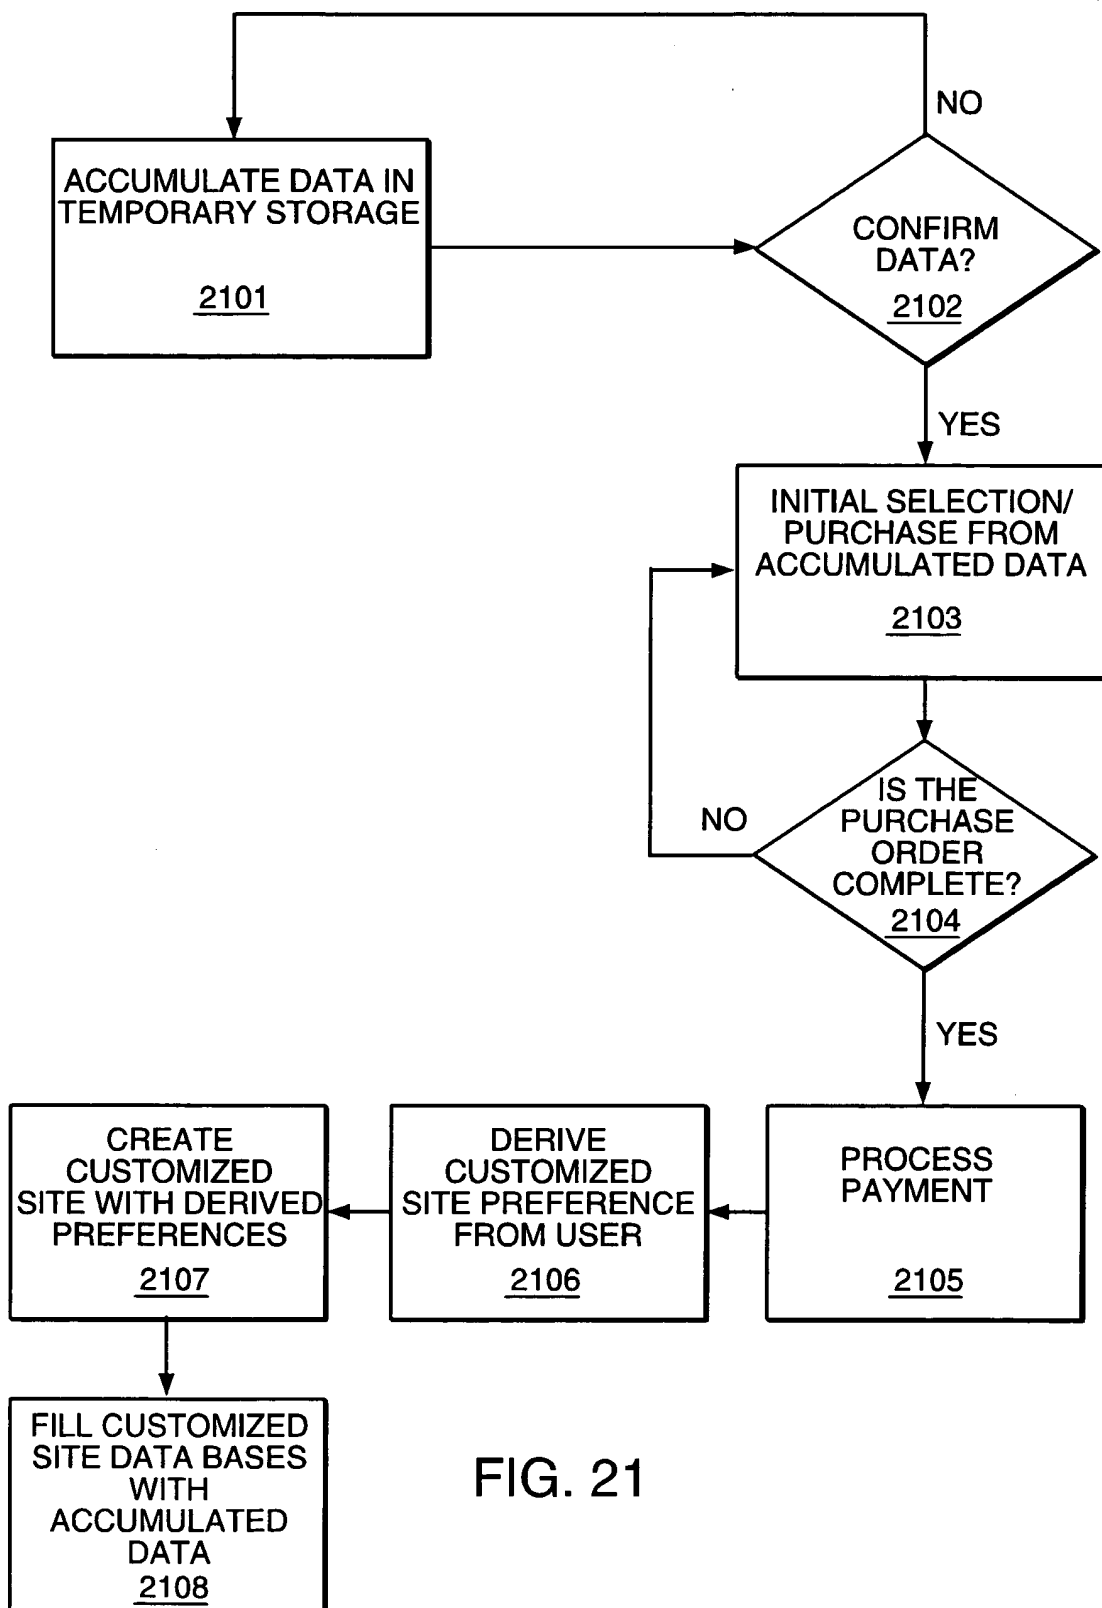 NO
ACCUMULATE DATA IN
TEMPORARY STORAGE
2101
CONFIRM
DATA?
2102
YES
INITIAL SELECTION/
PURCHASE FROM
ACCUMULATED DATA
2103
NO
IS THE
PURCHASE
ORDER
COMPLETE?
2104
YES
PROCESS
PAYMENT
2105
DERIVE
CUSTOMIZED
SITE PREFERENCE
FROM USER
2106
CREATE
CUSTOMIZED
SITE WITH DERIVED
PREFERENCES
2107
FILL CUSTOMIZED
SITE DATA BASES
WITH
ACCUMULATED
DATA
2108
FIG. 21